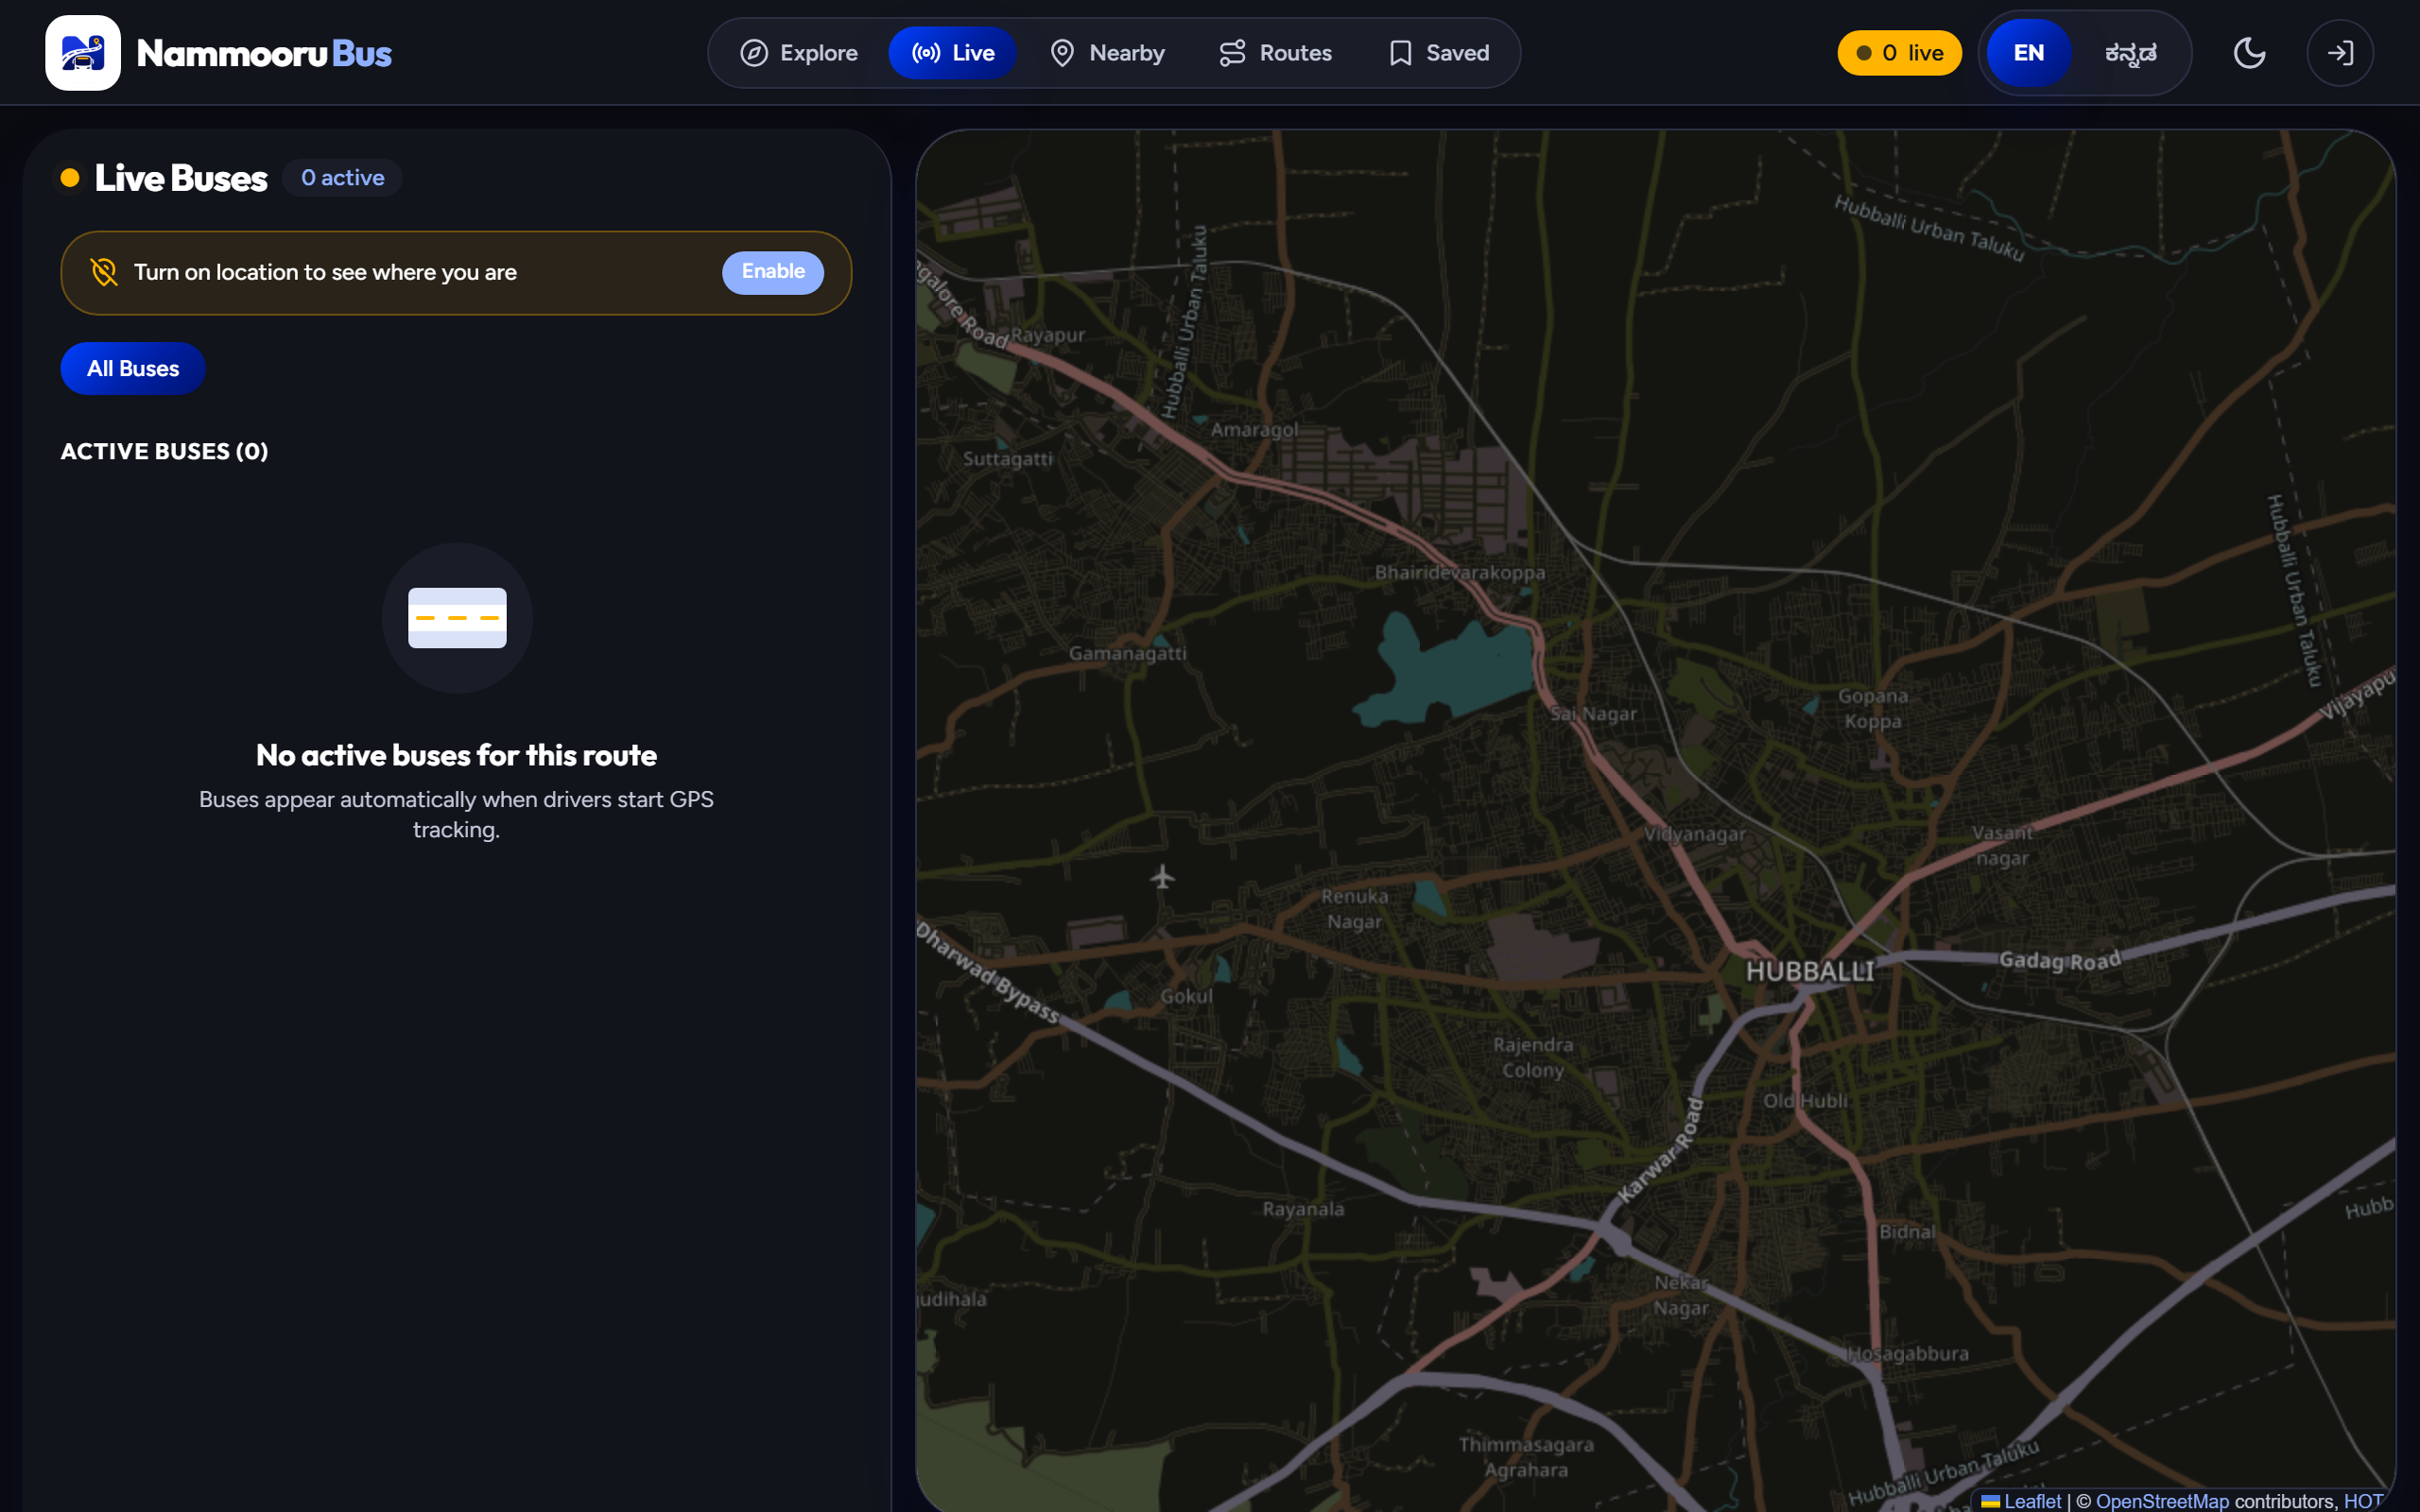 Nammooru Bus
Explore
Live
Nearby
Routes
Saved
0 live
EN
ಕನ್ನಡ
Live Buses
0 active
Turn on location to see where you are
Enable
All Buses
ACTIVE BUSES (0)
No active buses for this route
Buses appear automatically when drivers start GPS
tracking.
Hubballi Urban Taluku
Hubballi Urban Taluku
Rayapur
Amaragol
Suttagatti
Hubballi Urban Taluku
Bhairidevarakoppa
Gamanagatti
Sai Nagar
Gopana
Koppa
Vidyanagar
Vasant
nagar
Renuka
Nagar
Dharwad Bypass
HUBBALLI
Gadag Road
Gokul
Rajendra
Colony
Old Hubli
Karwar Road
Rayanala
Bidnal
Nekar
Nagar
Hosagabbura
Thimmasagara
Agrahara
Hubballi Urban Taluku
Leaflet | © OpenStreetMap contributors, HOT